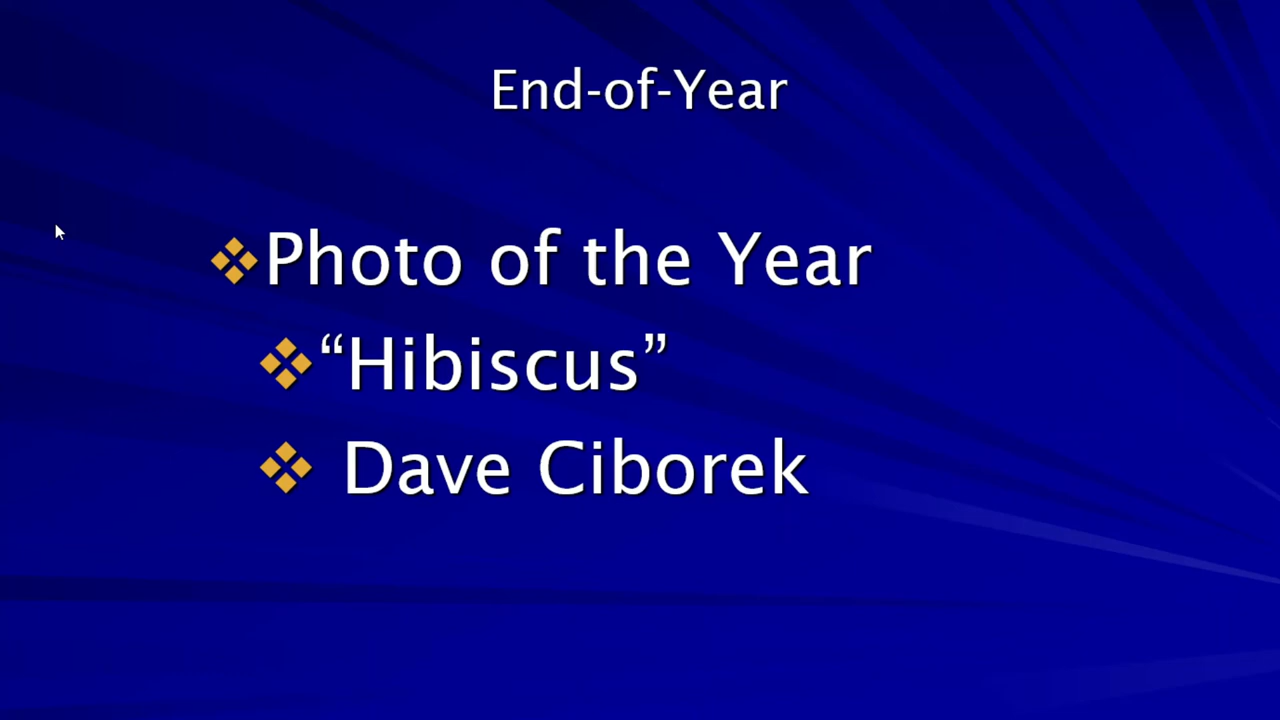 End-of-Year
Photo of the Year
“Hibiscus”
Dave Ciborek